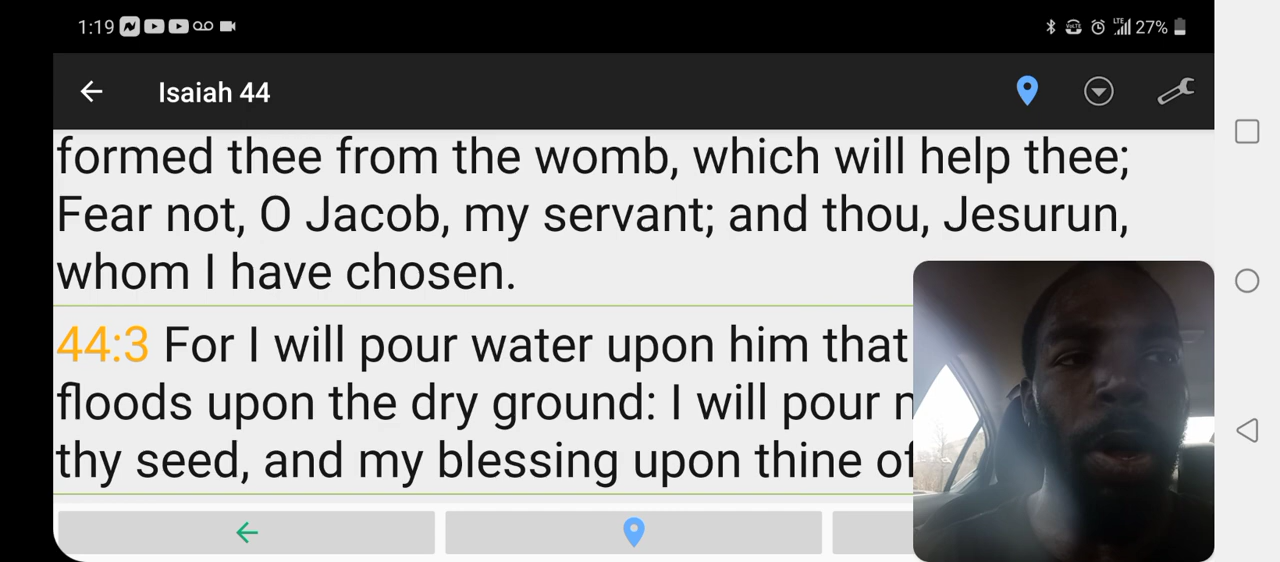 1:19
LTE 27%
Isaiah 44
formed thee from the womb, which will help thee;
Fear not, O Jacob, my servant; and thou, Jesurun,
whom I have chosen.
44:3 For I will pour water upon him that
floods upon the dry ground: I will pour
thy seed, and my blessing upon thine